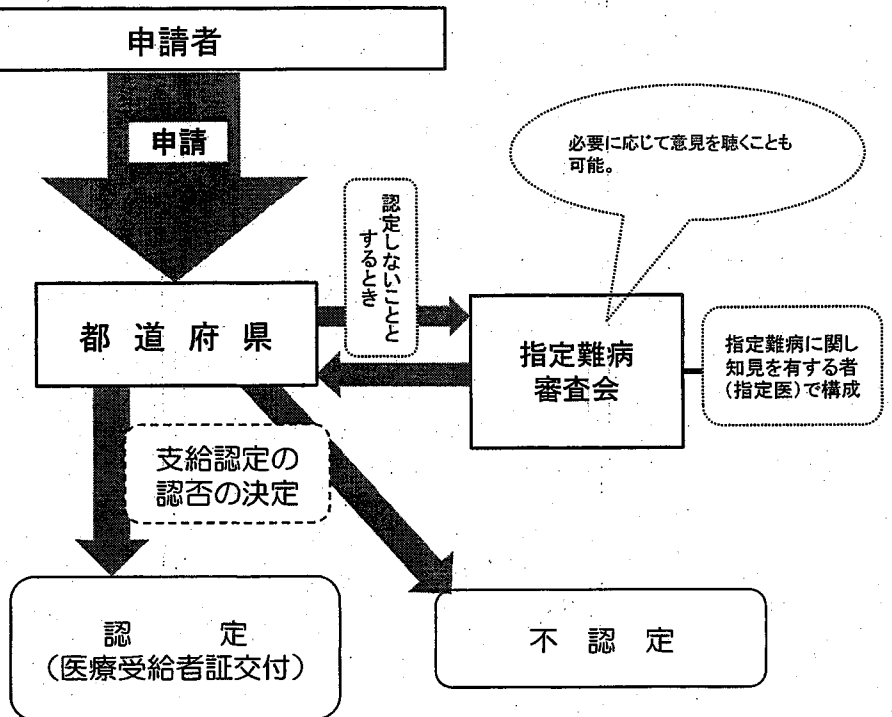 申請者
申請
必要に応じて意見を聴くことも
可能。
認定しないことと
するとき
都道府県
指定難病
審査会
指定難病に関し
知見を有する者
(指定医)で構成
支給認定の
認否の決定
認 定
(医療受給者証交付)
不認定